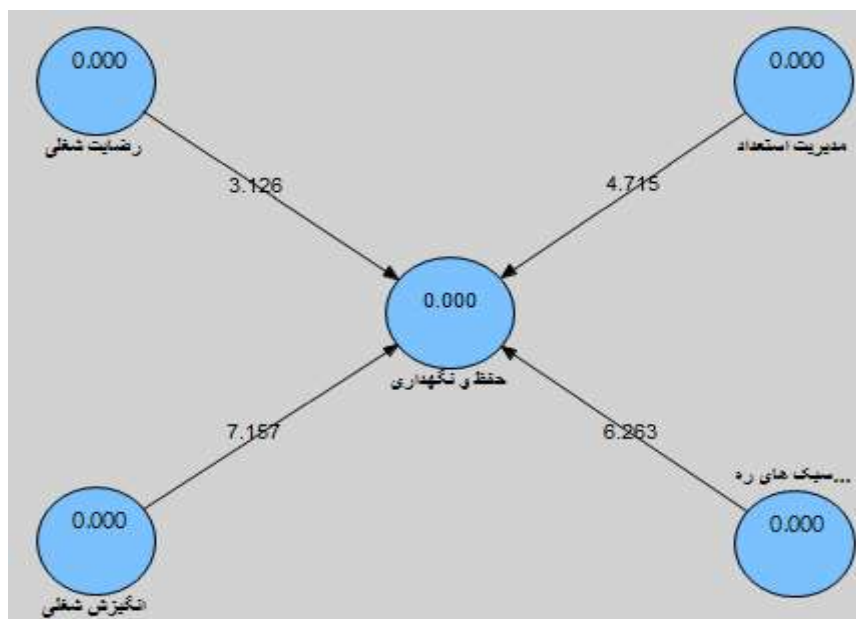 0.000
0.000
رضایت شغلی
مدیریت استعداد
3.126
4.715
0.000
حفظ و نگهداری
7.157
6.263
سبک های ره...
0.000
0.000
انگیزش شغلی